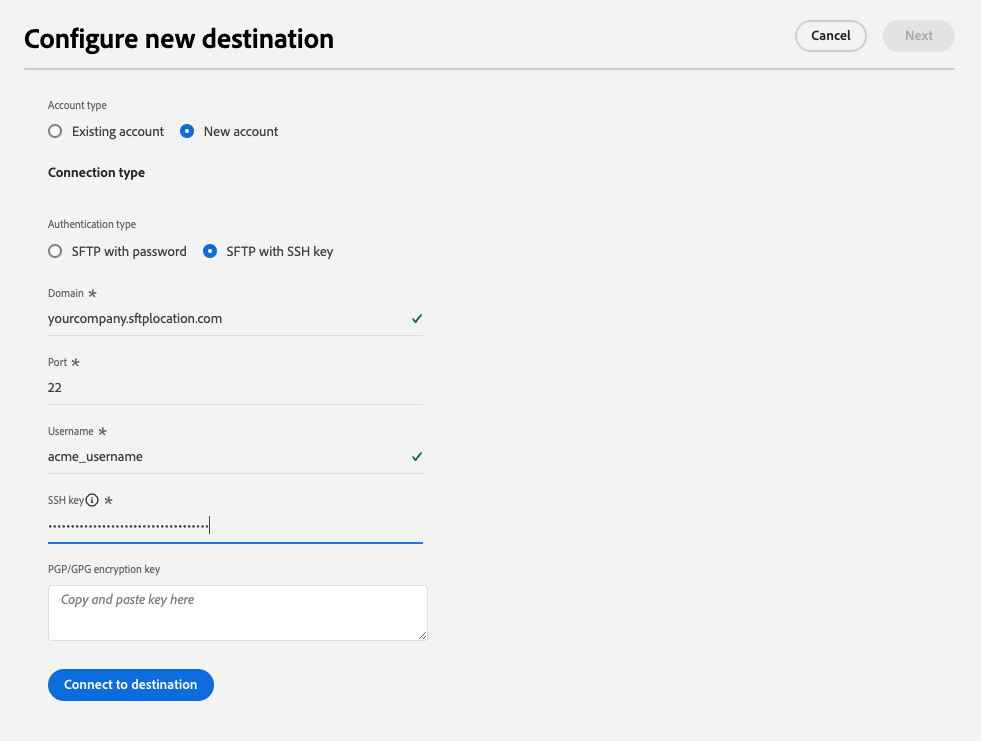 Configure new destination
Cancel
Next
Account type
Existing account
New account
Connection type
Authentication type
SFTP with password
SFTP with SSH key
Domain *
yourcompany.sftplocation.com
Port *
22
Username *
acme_username
SSH key *
PGP/GPG encryption key
Copy and paste key here
Connect to destination